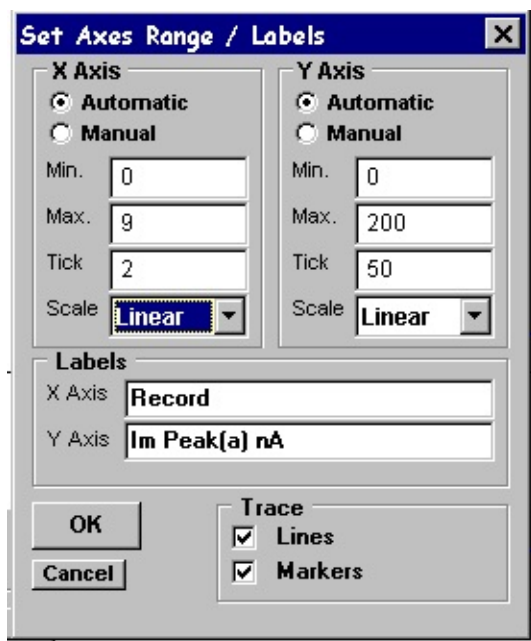 Set Axes Range / Labels
X Axis
Automatic
Manual
Min. 0
Max. 9
Tick 2
Scale Linear
Y Axis
Automatic
Manual
Min. 0
Max. 200
Tick 50
Scale Linear
Labels
X Axis Record
Y Axis Im Peak(a) nA
OK
Cancel
Trace
Lines
Markers